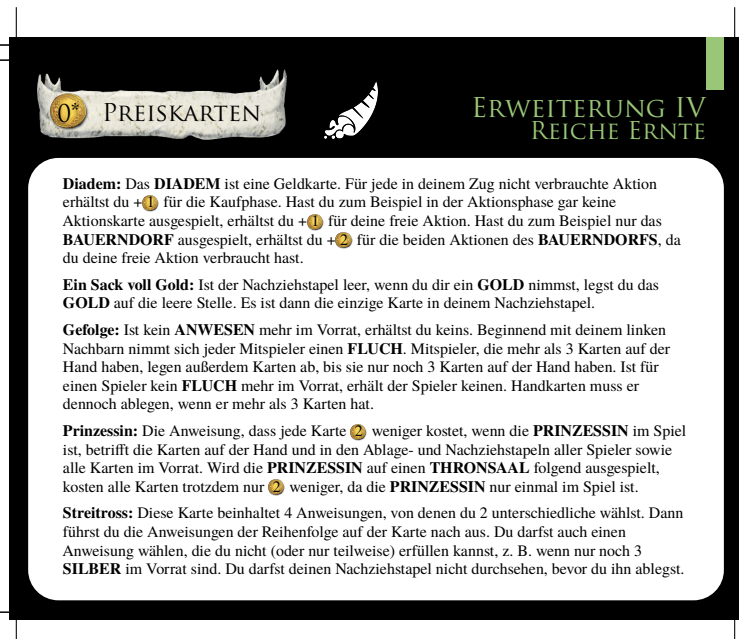 0* PREISKARTEN
ERWEITERUNG IV
REICHE ERNTE
Diadem: Das DIADEM ist eine Geldkarte. Für jede in deinem Zug nicht verbrauchte Aktion
erhältst du +1 für die Kaufphase. Hast du zum Beispiel in der Aktionsphase gar keine
Aktionskarte ausgespielt, erhältst du +1 für deine freie Aktion. Hast du zum Beispiel nur das
BAUERNDORF ausgespielt, erhältst du +2 für die beiden Aktionen des BAUERNDORFS, da
du deine freie Aktion verbraucht hast.
Ein Sack voll Gold: Ist der Nachziehstapel leer, wenn du dir ein GOLD nimmst, legst du das
GOLD auf die leere Stelle. Es ist dann die einzige Karte in deinem Nachziehstapel.
Gefolge: Ist kein ANWESEN mehr im Vorrat, erhältst du keins. Beginnend mit deinem linken
Nachbarn nimmt sich jeder Mitspieler einen FLUCH. Mitspieler, die mehr als 3 Karten auf der
Hand haben, legen außerdem Karten ab, bis sie nur noch 3 Karten auf der Hand haben. Ist für
einen Spieler kein FLUCH mehr im Vorrat, erhält der Spieler keinen. Handkarten muss er
dennoch ablegen, wenn er mehr als 3 Karten hat.
Prinzessin: Die Anweisung, dass jede Karte 2 weniger kostet, wenn die PRINZESSIN im Spiel
ist, betrifft die Karten auf der Hand und in den Ablage- und Nachziehstapeln aller Spieler sowie
alle Karten im Vorrat. Wird die PRINZESSIN auf einen THRONSAAL folgend ausgespielt,
kosten alle Karten trotzdem nur 2 weniger, da die PRINZESSIN nur einmal im Spiel ist.
Streitross: Diese Karte beinhaltet 4 Anweisungen, von denen du 2 unterschiedliche wählst. Dann
führst du die Anweisungen der Reihenfolge auf der Karte nach aus. Du darfst auch einen
Anweisung wählen, die du nicht (oder nur teilweise) erfüllen kannst, z. B. wenn nur noch 3
SILBER im Vorrat sind. Du darfst deinen Nachziehstapel nicht durchsehen, bevor du ihn ablegst.